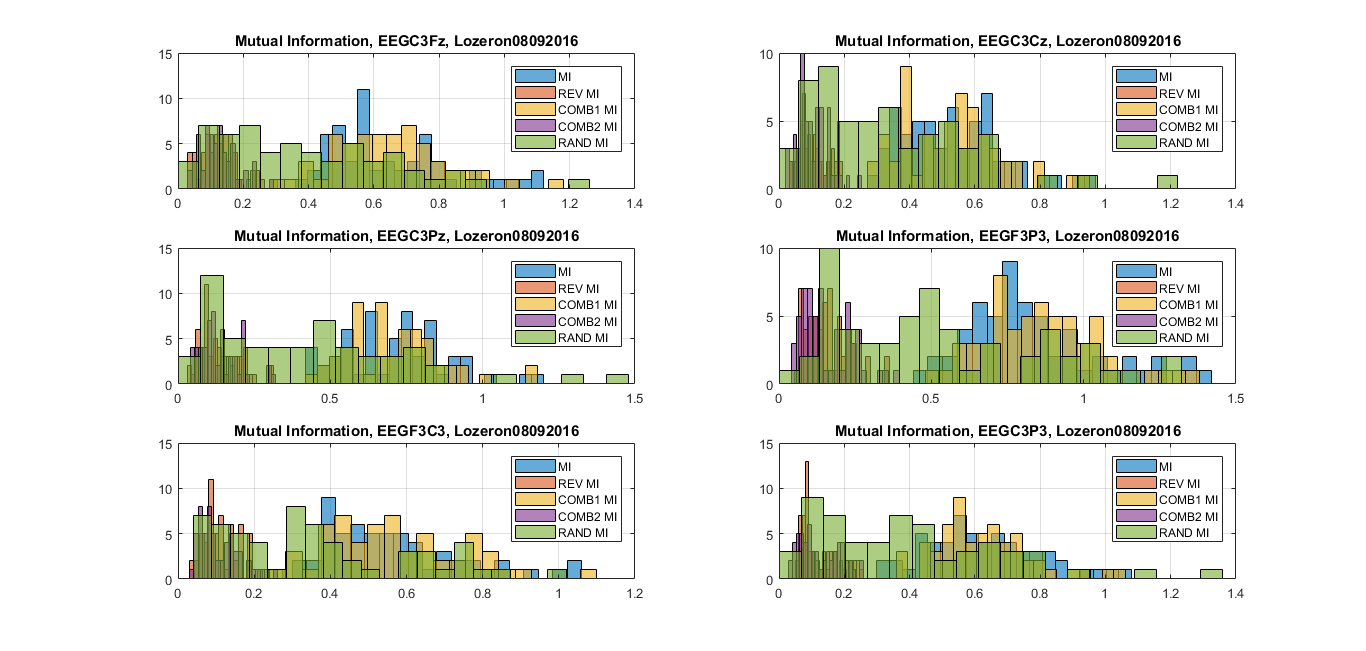 Mutual Information, EEGC3Fz, Lozeron08092016
15
10
5
0
0 0.2 0.4 0.6 0.8 1 1.2 1.4
MI
REV MI
COMB1 MI
COMB2 MI
RAND MI
Mutual Information, EEGC3Cz, Lozeron08092016
10
5
0
0 0.2 0.4 0.6 0.8 1 1.2 1.4
MI
REV MI
COMB1 MI
COMB2 MI
RAND MI
Mutual Information, EEGC3Pz, Lozeron08092016
15
10
5
0
0 0.5 1 1.5
MI
REV MI
COMB1 MI
COMB2 MI
RAND MI
Mutual Information, EEGF3P3, Lozeron08092016
10
5
0
0 0.5 1 1.5
MI
REV MI
COMB1 MI
COMB2 MI
RAND MI
Mutual Information, EEGF3C3, Lozeron08092016
15
10
5
0
0 0.2 0.4 0.6 0.8 1 1.2
MI
REV MI
COMB1 MI
COMB2 MI
RAND MI
Mutual Information, EEGC3P3, Lozeron08092016
15
10
5
0
0 0.2 0.4 0.6 0.8 1 1.2 1.4
MI
REV MI
COMB1 MI
COMB2 MI
RAND MI